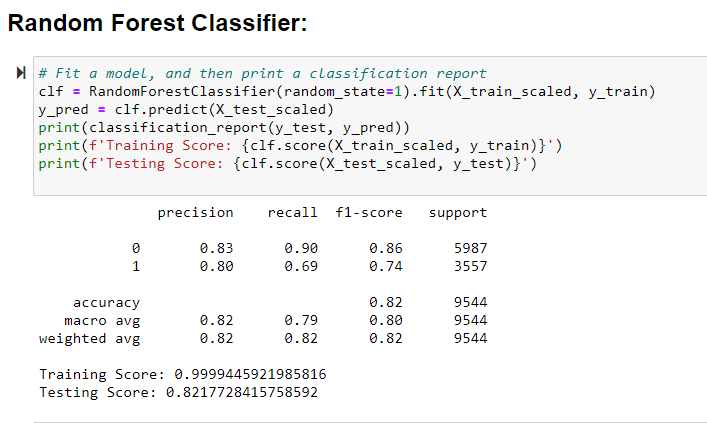 Random Forest Classifier:
# Fit a model, and then print a classification report
clf = RandomForestClassifier(random_state=1).fit(X_train_scaled, y_train)
y_pred = clf.predict(X_test_scaled)
print(classification_report(y_test, y_pred))
print(f'Training Score: {clf.score(X_train_scaled, y_train)}')
print(f'Testing Score: {clf.score(X_test_scaled, y_test)}')
precision recall f1-score support
0 0.83 0.90 0.86 5987
1 0.80 0.69 0.74 3557
accuracy 0.82 9544
macro avg 0.82 0.79 0.80 9544
weighted avg 0.82 0.82 0.82 9544
Training Score: 0.9999445921985816
Testing Score: 0.8217728415758592